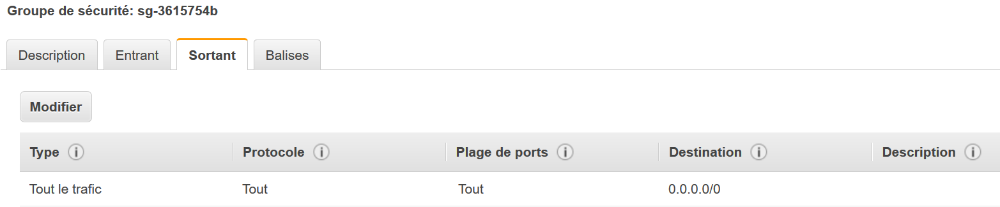 Groupe de sécurité: sg-3615754b
Description Entrant Sortant Balises
Modifier
Type Protocole Plage de ports Destination Description
Tout le trafic Tout Tout 0.0.0.0/0